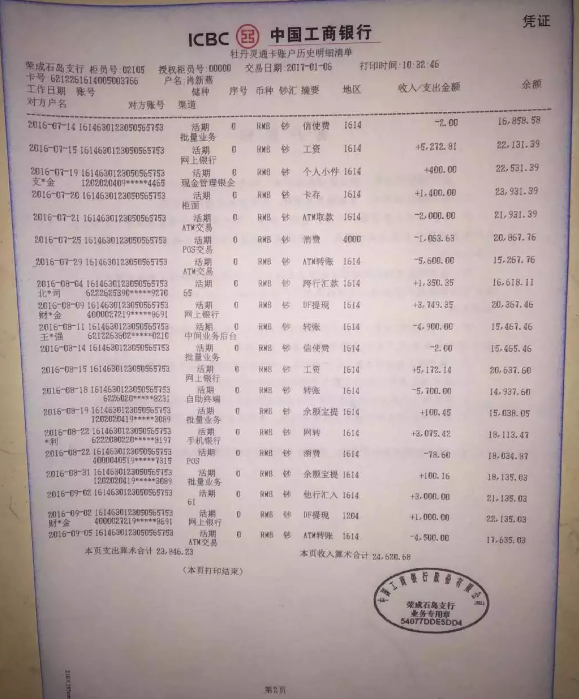 凭证
ICBC 中国工商银行
牡丹灵通卡账户历史明细清单
荣成石岛支行 柜员号:02105 授权柜员号:00000 交易日期:2017-01-06 打印时间:10:32:46
卡号 6212261614005003766 户名:肖新燕
工作日期 账号 储种 序号 币种 钞汇 摘要 地区 收入/支出金额 余额
对方户名 对方账号 渠道
2016-07-14 1614630123050565753 活期 0 RMB 钞 信使费 1614 -2.00 16,858.58
批量业务
2016-07-15 1614630123050565753 活期 0 RMB 钞 工资 1614 +5,272.81 22,131.39
网上银行
2016-07-19 1614630123050565753 活期 0 RMB 钞 个人小件 1614 +400.00 22,531.39
支*金 120202040*****4465 现金管理银企
2016-07-20 1614630123050565753 活期 0 RMB 钞 卡存 1614 +1,400.00 23,931.39
柜面
2016-07-21 1614630123050565753 活期 0 RMB 钞 ATM取款 1614 -2,000.00 21,931.39
ATM交易
2016-07-25 1614630123050565753 活期 0 RMB 钞 消费 4000 -1,063.63 20,867.76
POS交易
2016-07-29 1614630123050565753 活期 0 RMB 钞 ATM转账 1614 -5,600.00 15,267.76
ATM交易
2016-08-04 1614630123050565753 活期 0 RMB 钞 跨行汇款 1614 +1,350.35 16,618.11
北*司 6222625390*****9270 65
2016-08-09 1614630123050565753 活期 0 RMB 钞 DF提现 1614 +3,749.35 20,367.46
财*金 4000027219*****8691 网上银行
2016-08-11 1614630123050565753 活期 0 RMB 钞 转账 1614 -4,900.00 15,467.46
王*强 6212263602*****0210 中间业务后台
2016-08-14 1614630123050565753 活期 0 RMB 钞 信使费 1614 -2.00 15,465.46
批量业务
2016-08-15 1614630123050565753 活期 0 RMB 钞 工资 1614 +5,172.14 20,637.60
网上银行
2016-08-18 1614630123050565753 活期 0 RMB 钞 转账 1614 -5,700.00 14,937.60
6226020*****8231 自助终端
2016-08-19 1614630123050565753 活期 0 RMB 钞 余额宝提 1614 +100.45 15,038.05
1202020419*****3089 批量业务
2016-08-22 1614630123050565753 活期 0 RMB 钞 网转 1614 +3,075.42 18,113.47
*利 6222080220*****8197 手机银行
2016-08-22 1614630123050565753 活期 0 RMB 钞 消费 1614 -78.60 18,034.87
4000040519*****7315 POS
2016-08-31 1614630123050565753 活期 0 RMB 钞 余额宝提 1614 +100.16 18,135.03
1202020419*****3089 批量业务
2016-09-02 1614630123050565753 活期 0 RMB 钞 他行汇入 1614 +3,000.00 21,135.03
61
2016-09-02 1614630123050565753 活期 0 RMB 钞 DF提现 1204 +1,000.00 22,135.03
财*金 4000027219*****8691 网上银行
2016-09-05 1614630123050565753 活期 0 RMB 钞 ATM转账 1614 -4,500.00 17,635.03
ATM交易
本页支出算术合计 23,846.23 本页收入算术合计 24,620.68
(本页打印结束)
中国工商银行股份有限公司
荣成石岛支行
业务专用章
54077DDE5DD4
第2页